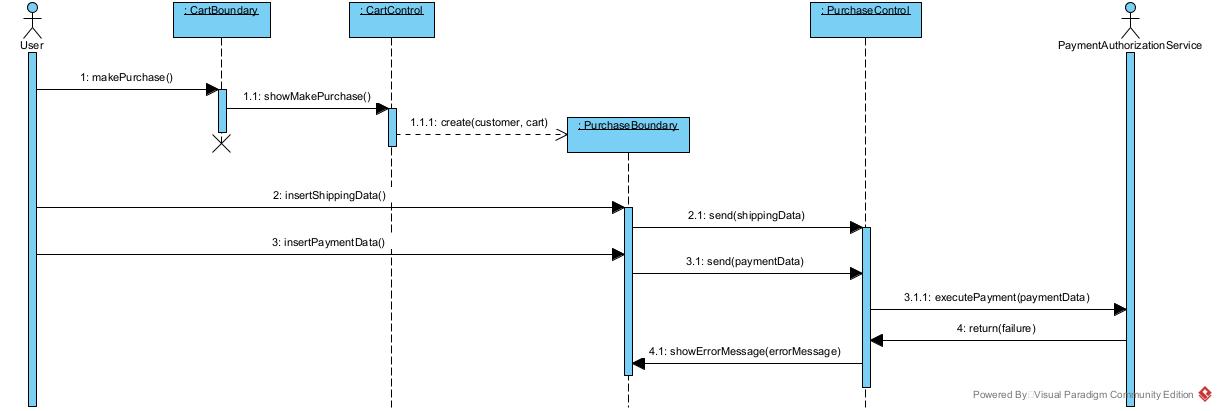 : CartBoundary
: CartControl
: PurchaseControl
User
PaymentAuthorizationService
1: makePurchase()
1.1: showMakePurchase()
1.1.1: create(customer, cart)
: PurchaseBoundary
2: insertShippingData()
2.1: send(shippingData)
3: insertPaymentData()
3.1: send(paymentData)
3.1.1: executePayment(paymentData)
4: return(failure)
4.1: showErrorMessage(errorMessage)
Powered By Visual Paradigm Community Edition